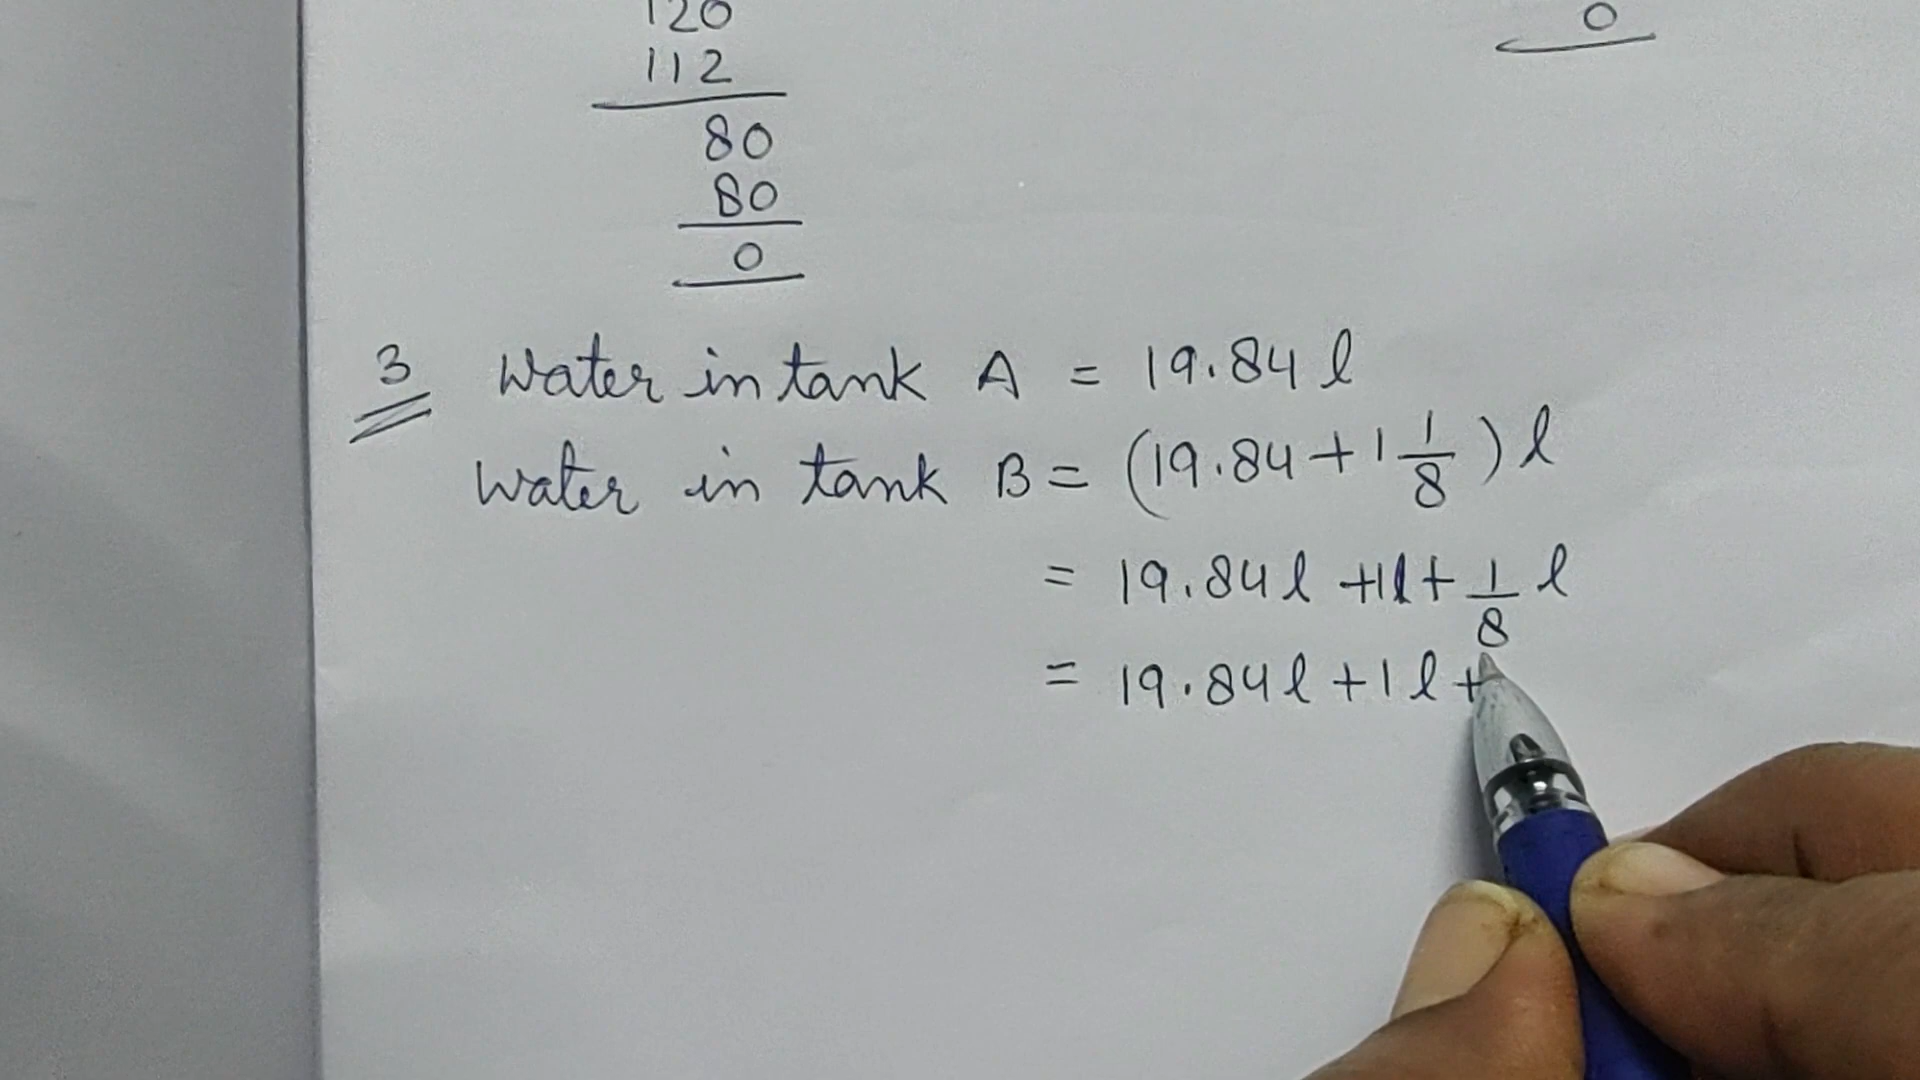 120
0
112
80
80
0
3 Water in tank A = 19.84 l
Water in tank B = (19.84 + 1 1/8) l
= 19.84 l + 1l + 1/8 l
= 19.84 l + 1 l +